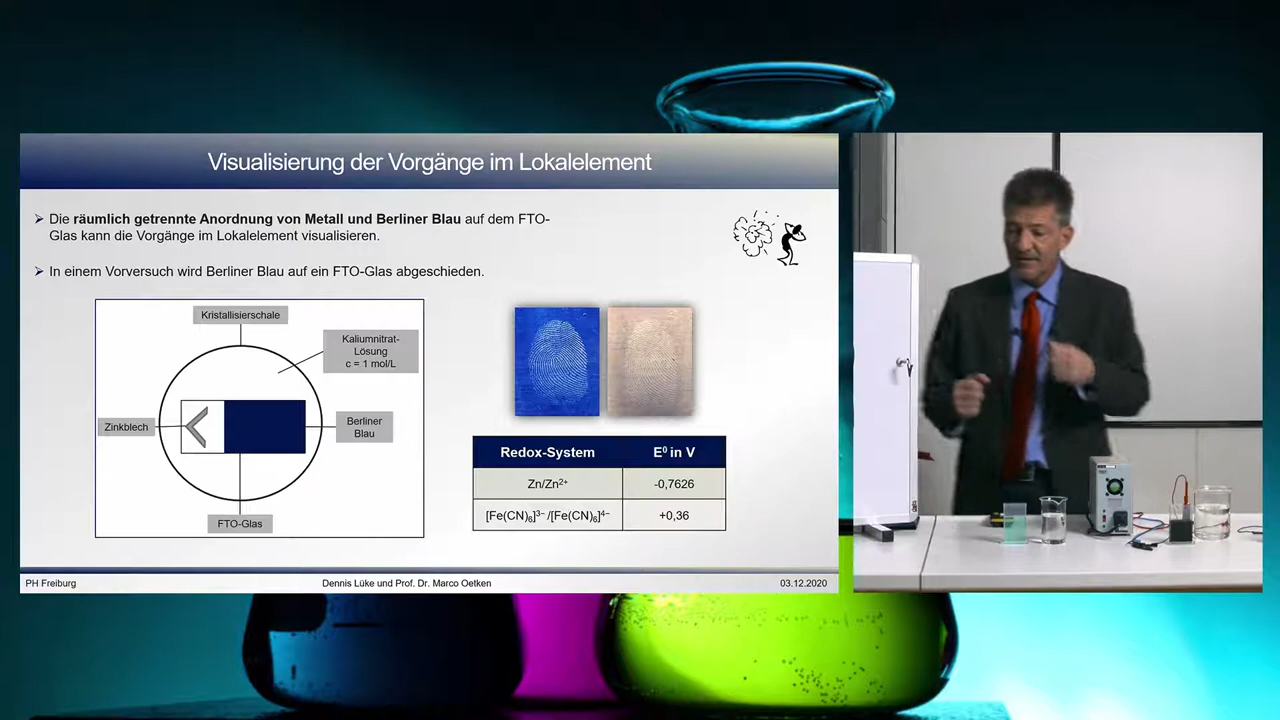 Visualisierung der Vorgänge im Lokalelement
➢ Die räumlich getrennte Anordnung von Metall und Berliner Blau auf dem FTO-
Glas kann die Vorgänge im Lokalelement visualisieren.
➢ In einem Vorversuch wird Berliner Blau auf ein FTO-Glas abgeschieden.
Kristallisierschale
Kaliumnitrat-
Lösung
c = 1 mol/L
Zinkblech
Berliner
Blau
FTO-Glas
Redox-System E⁰ in V
Zn/Zn²⁺ -0,7626
[Fe(CN)₆]³⁻ /[Fe(CN)₆]⁴⁻ +0,36
PH Freiburg Dennis Lüke und Prof. Dr. Marco Oetken 03.12.2020